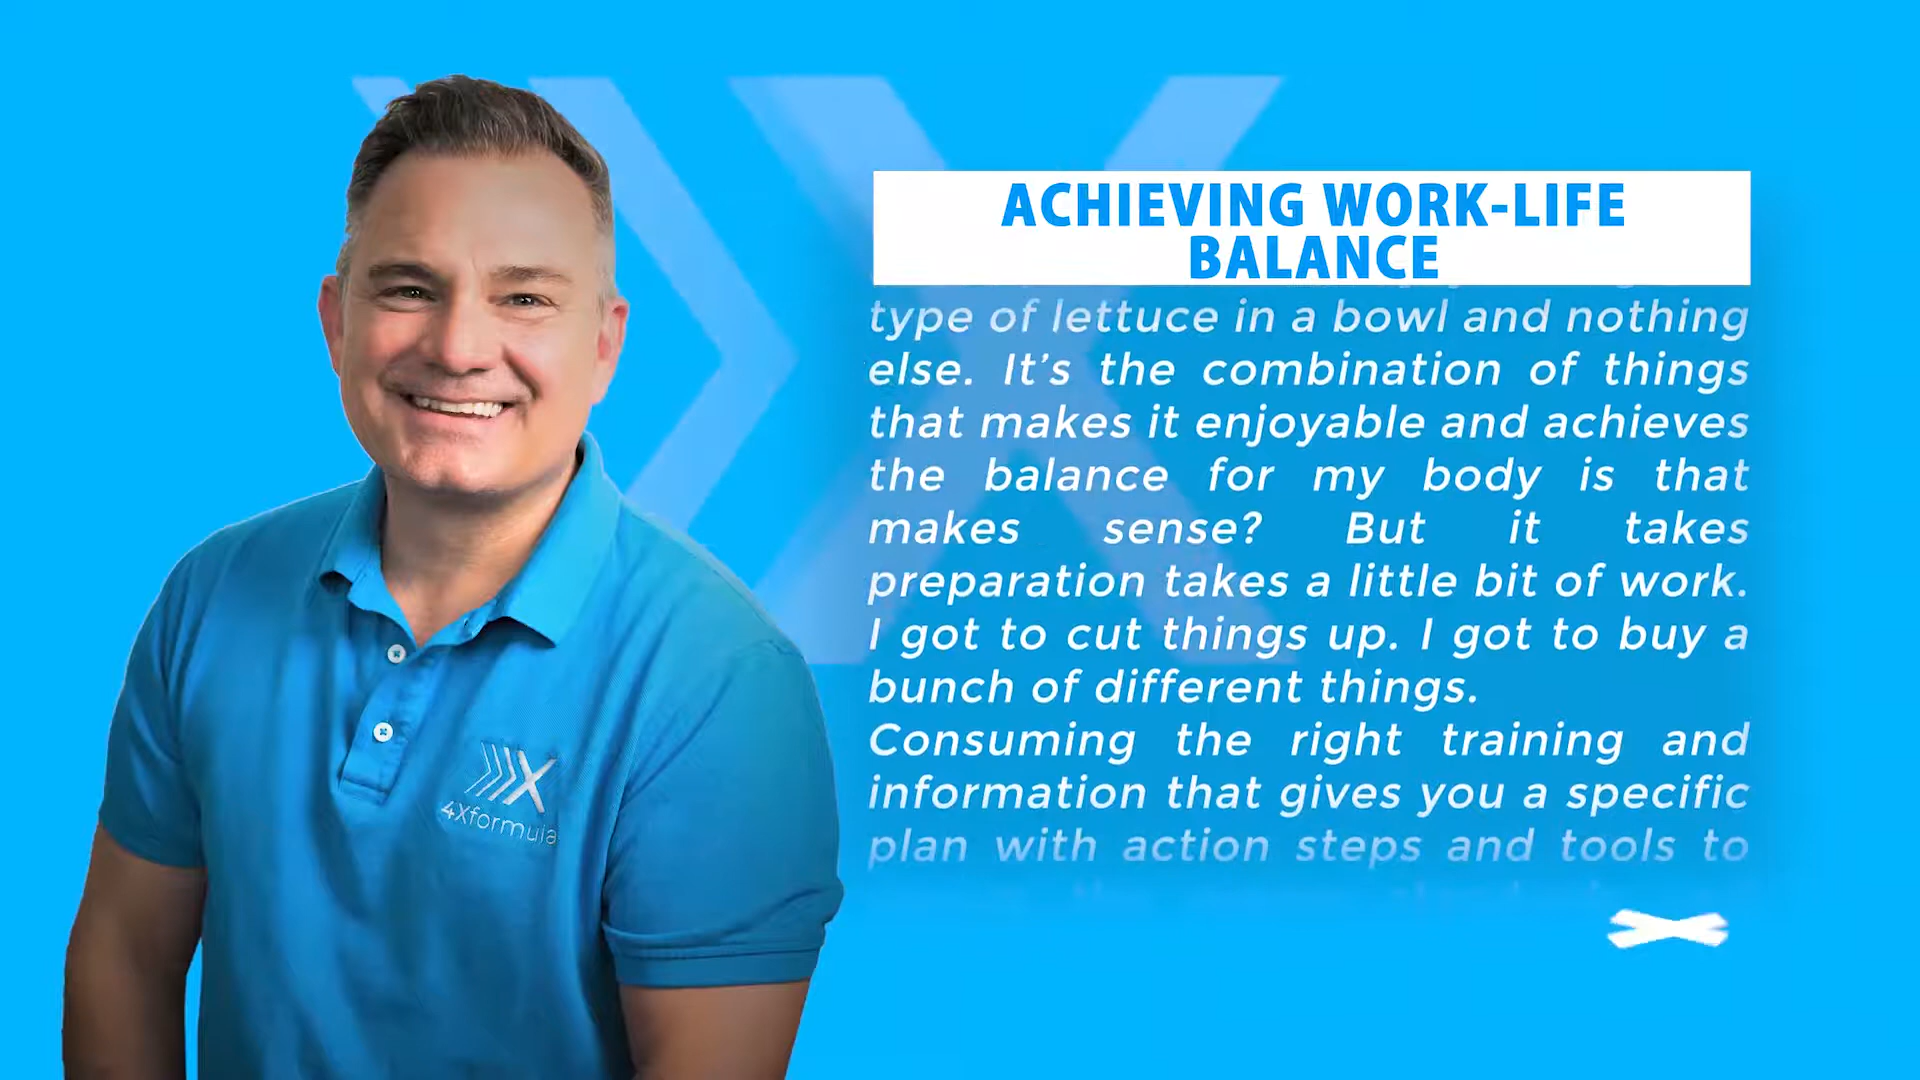 ACHIEVING WORK-LIFE
BALANCE
type of lettuce in a bowl and nothing
else. It's the combination of things
that makes it enjoyable and achieves
the balance for my body is that
makes sense? But it takes
preparation takes a little bit of work.
I got to cut things up. I got to buy a
bunch of different things.
Consuming the right training and
information that gives you a specific
plan with action steps and tools to
X
4Xformula